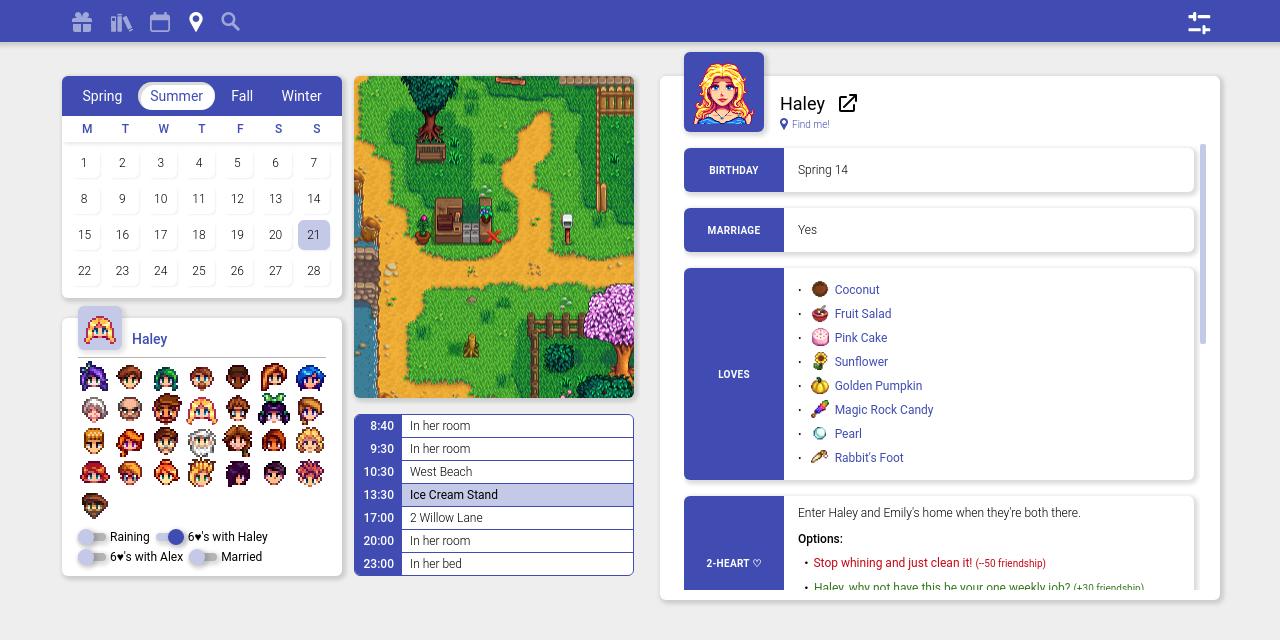 Spring Summer Fall Winter
M T W T F S S
1 2 3 4 5 6 7
8 9 10 11 12 13 14
15 16 17 18 19 20 21
22 23 24 25 26 27 28
Haley
Raining 6♥'s with Haley
6♥'s with Alex Married
8:40 In her room
9:30 In her room
10:30 West Beach
13:30 Ice Cream Stand
17:00 2 Willow Lane
20:00 In her room
23:00 In her bed
Haley
Find me!
BIRTHDAY Spring 14
MARRIAGE Yes
LOVES
• Coconut
• Fruit Salad
• Pink Cake
• Sunflower
• Golden Pumpkin
• Magic Rock Candy
• Pearl
• Rabbit's Foot
2-HEART ♡
Enter Haley and Emily's home when they're both there.
Options:
• Stop whining and just clean it! (--50 friendship)
• Haley, why not have this be your one weekly job? (+30 friendship)